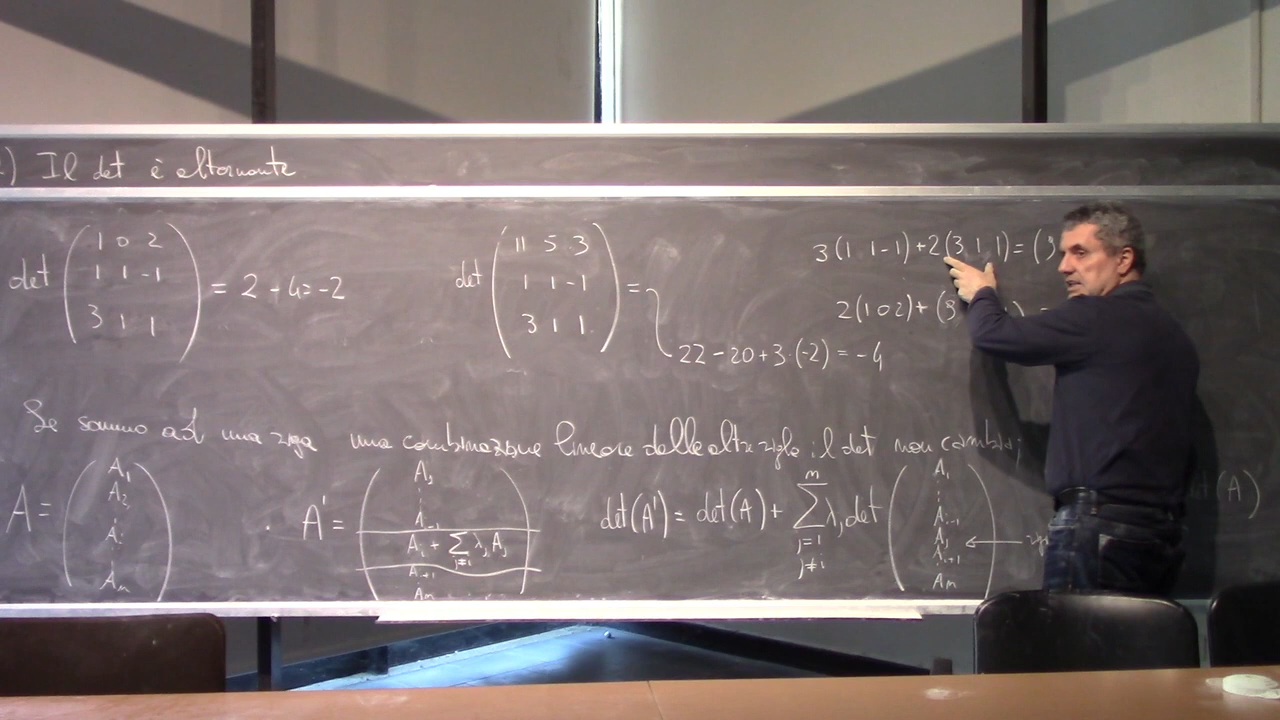 ) Il det è alternante
det ( 1 0 2 ; 1 1 -1 ; 3 1 1 ) = 2 - 4 = -2
det ( 11 5 3 ; 1 1 -1 ; 3 1 1 ) =
22 - 20 + 3·(-2) = -4
3(1 1 -1) + 2(3 1 1) = (9
2(1 0 2) + (3
Se sommo ad una riga una combinazione lineare delle altre righe, il det non cambia;
A = ( A1 A2 : Ai : Am )
A' = ( A1 : Ai-1 Ai + ∑ j≠i λj Aj Ai+1 : Am )
det(A') = det(A) + ∑ m j=1 j≠i λj det ( A1 : Ai-1 Aj Ai+1 : Am ) ←
det(A)